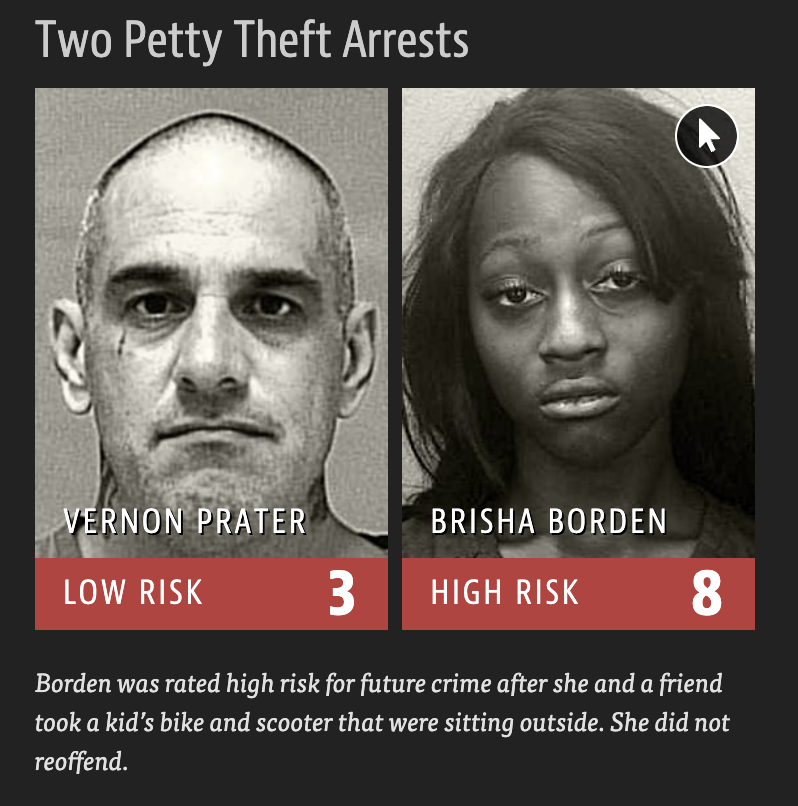 Two Petty Theft Arrests
VERNON PRATER
BRISHA BORDEN
LOW RISK 3
HIGH RISK 8
Borden was rated high risk for future crime after she and a friend
took a kid’s bike and scooter that were sitting outside. She did not
reoffend.